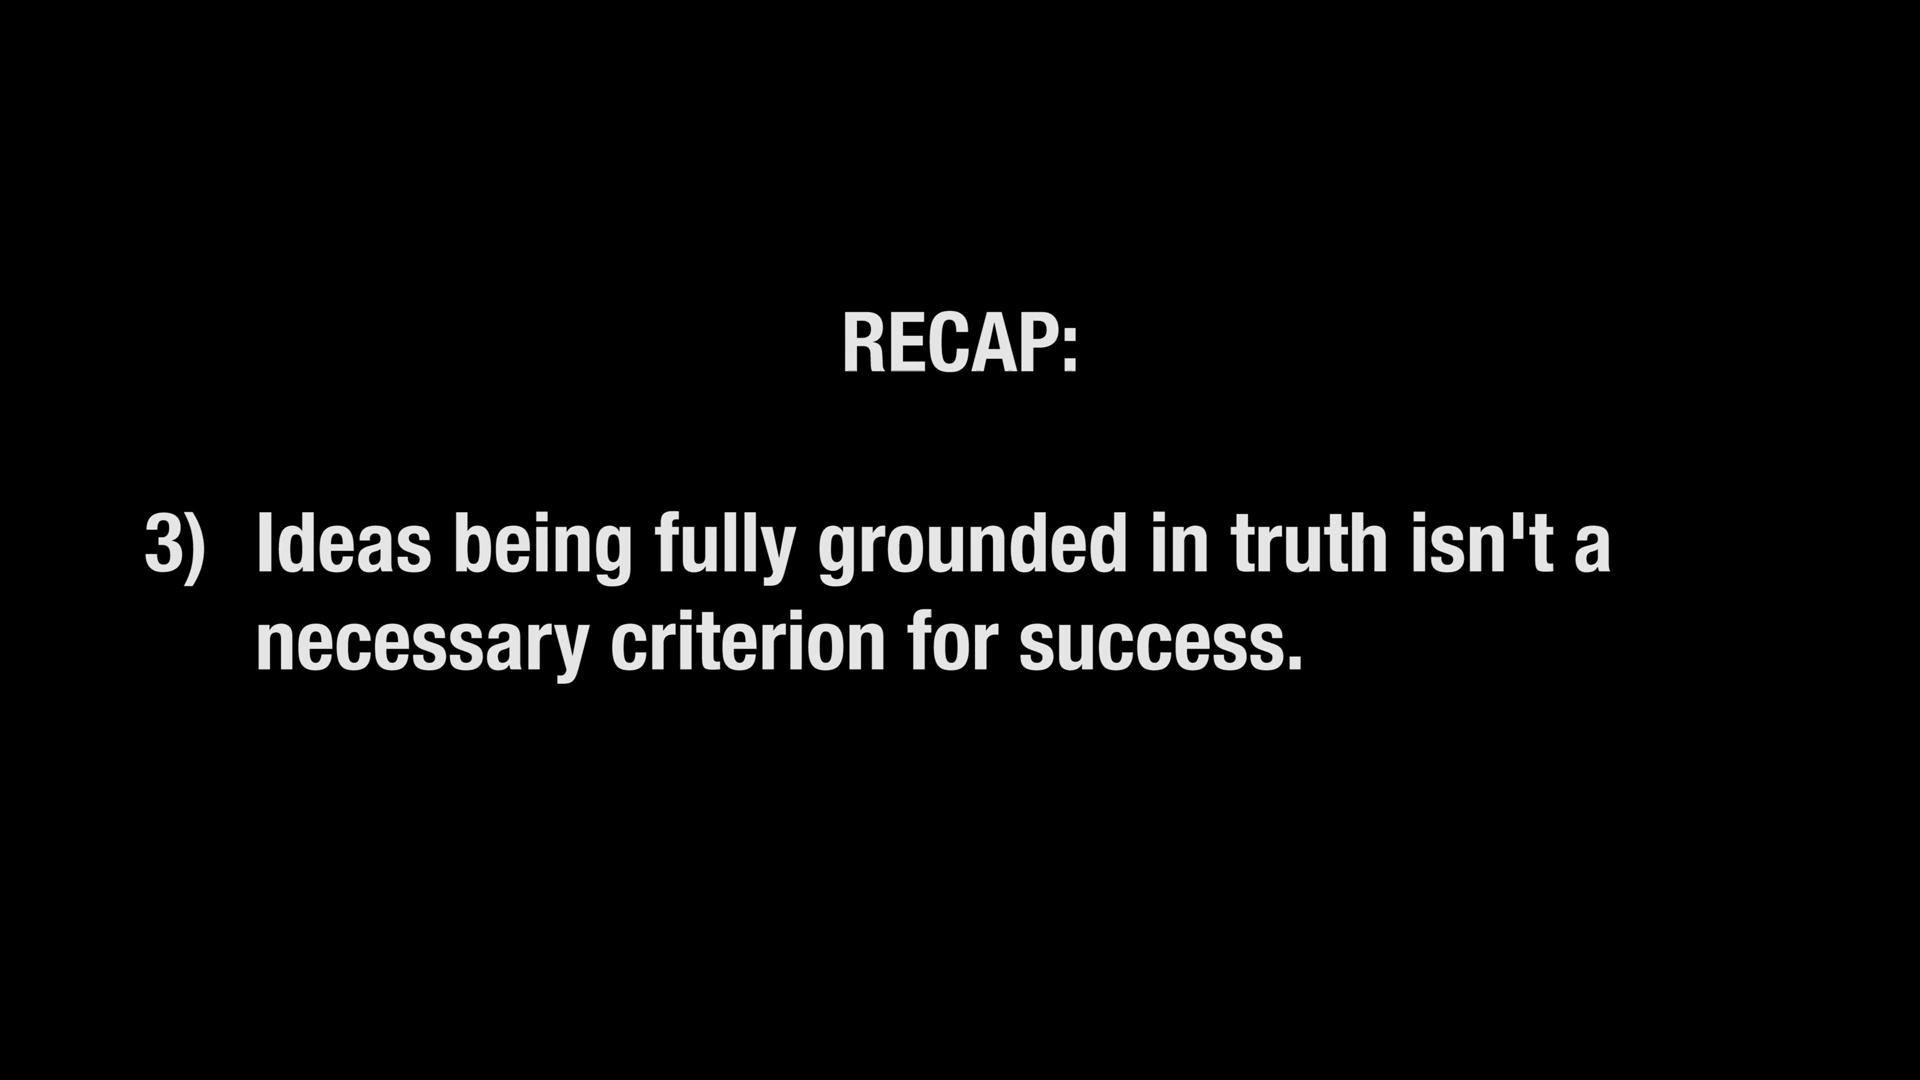 RECAP:
3) Ideas being fully grounded in truth isn't a
necessary criterion for success.